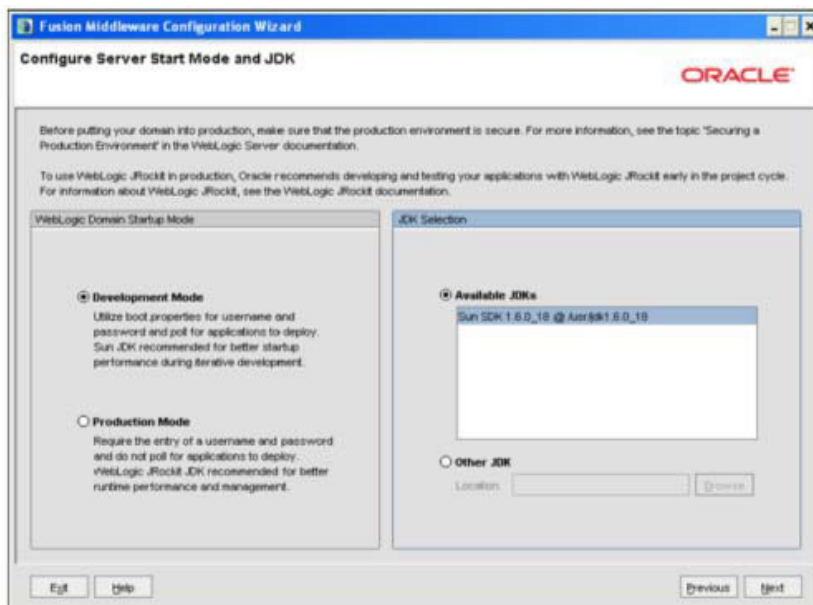 Fusion Middleware Configuration Wizard
Configure Server Start Mode and JDK
ORACLE
Before putting your domain into production, make sure that the production environment is secure. For more information, see the topic 'Securing a
Production Environment' in the WebLogic Server documentation.
To use WebLogic JRockit in production, Oracle recommends developing and testing your applications with WebLogic JRockit early in the project cycle.
For information about WebLogic JRockit, see the WebLogic JRockit documentation.
WebLogic Domain Startup Mode
Development Mode
Utilize boot.properties for username and
password and poll for applications to deploy.
Sun JDK recommended for better startup
performance during iterative development.
Production Mode
Require the entry of a username and password
and do not poll for applications to deploy.
WebLogic JRockit JDK recommended for better
runtime performance and management.
JDK Selection
Available JDKs
Sun SDK 1.6.0_18 @ /usr/jdk1.6.0_18
Other JDK
Location:
Browse
Exit
Help
Previous
Next